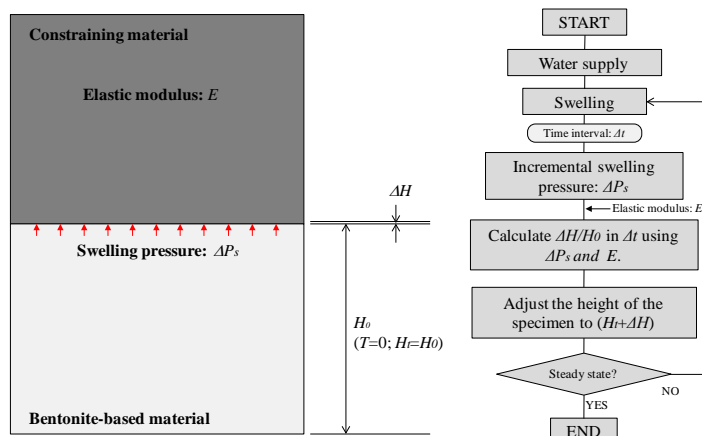 Constraining material
Elastic modulus: E
ΔH
Swelling pressure: ΔPs
H0
(T=0; Ht=H0)
Bentonite-based material
START
Water supply
Swelling
Time interval: Δt
Incremental swelling
pressure: ΔPs
Elastic modulus: E
Calculate ΔH/H0 in Δt using
ΔPs and E.
Adjust the height of the
specimen to (Ht+ΔH)
Steady state?
NO
YES
END